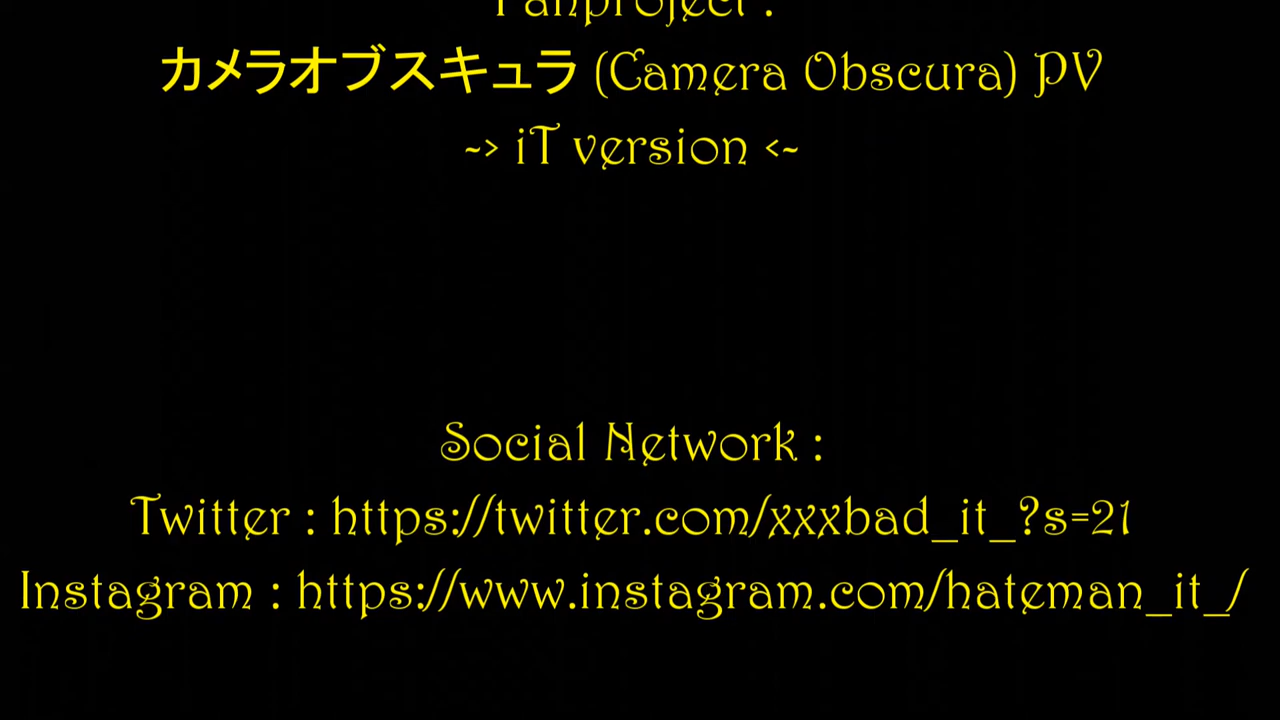 Fanproject :
カメラオブスキュラ (Camera Obscura) PV
~> iT version <~
Social Network :
Twitter : https://twitter.com/xxxbad_it_?s=21
Instagram : https://www.instagram.com/hateman_it_/